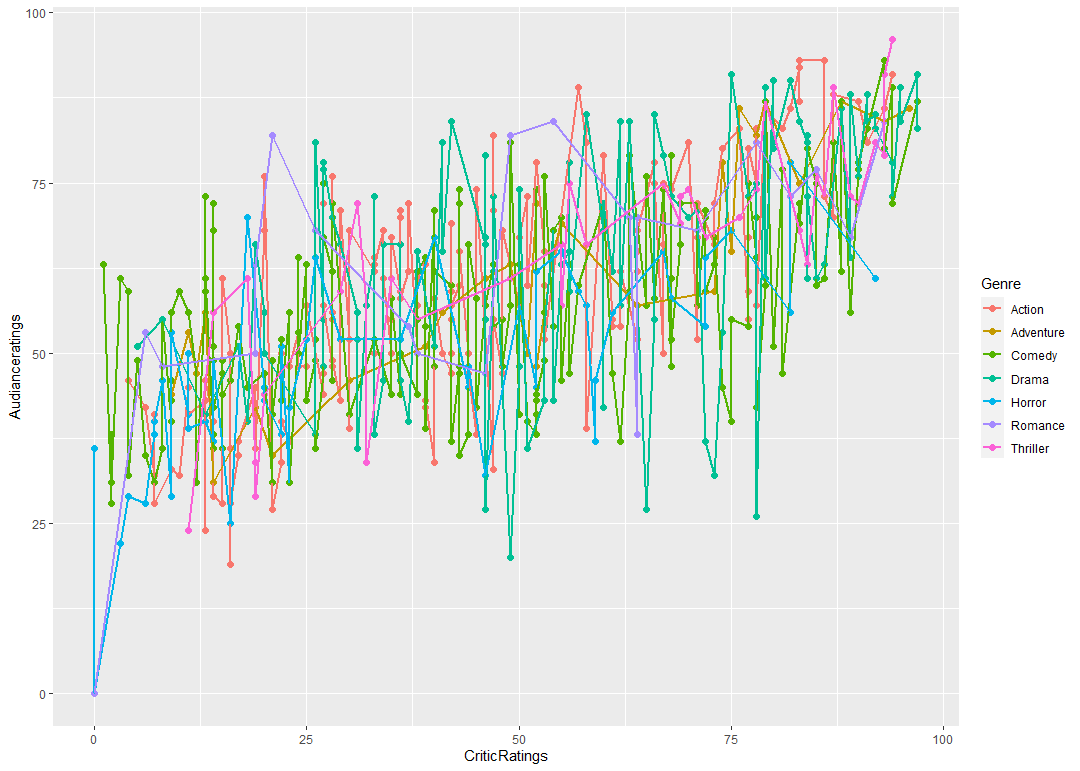 100
75
50
25
0
Audianceratings
0
25
50
75
100
CriticRatings
Genre
Action
Adventure
Comedy
Drama
Horror
Romance
Thriller